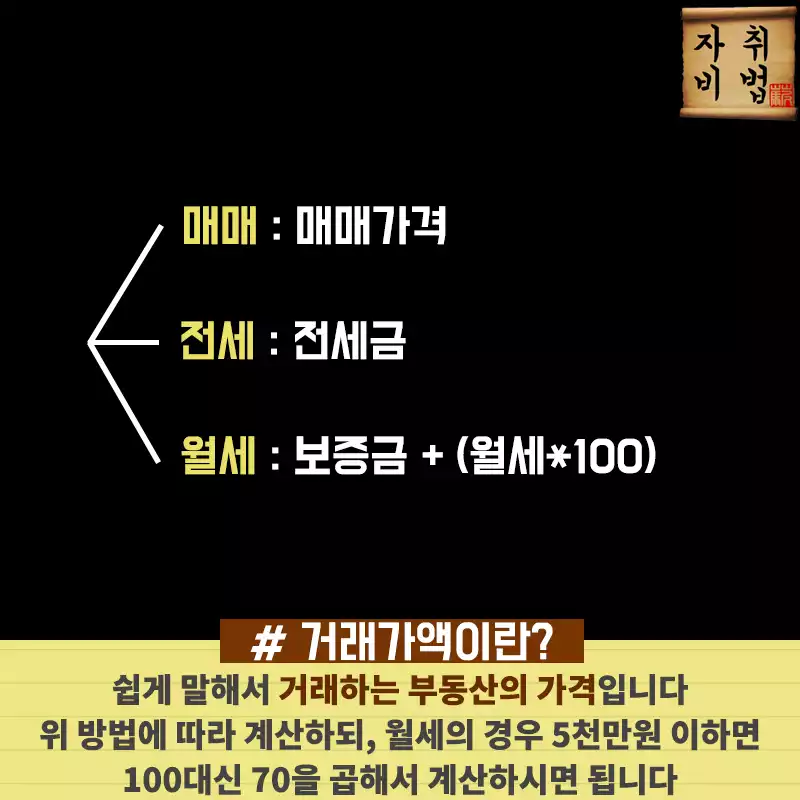 자취
비법
매매 : 매매가격
전세 : 전세금
월세 : 보증금 + (월세*100)
# 거래가액이란?
쉽게 말해서 거래하는 부동산의 가격입니다
위 방법에 따라 계산하되, 월세의 경우 5천만원 이하면
100대신 70을 곱해서 계산하시면 됩니다